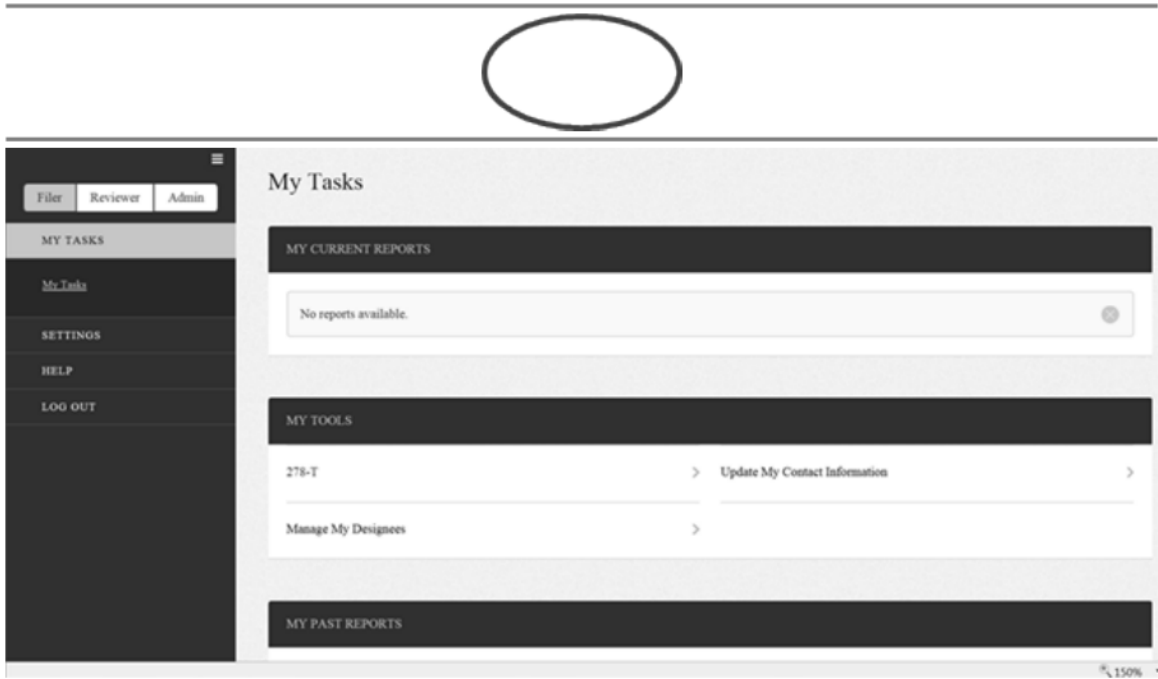 Filer Reviewer Admin
MY TASKS
My Tasks
SETTINGS
HELP
LOG OUT
My Tasks
MY CURRENT REPORTS
No reports available.
MY TOOLS
278-T
Update My Contact Information
Manage My Designees
MY PAST REPORTS
150%